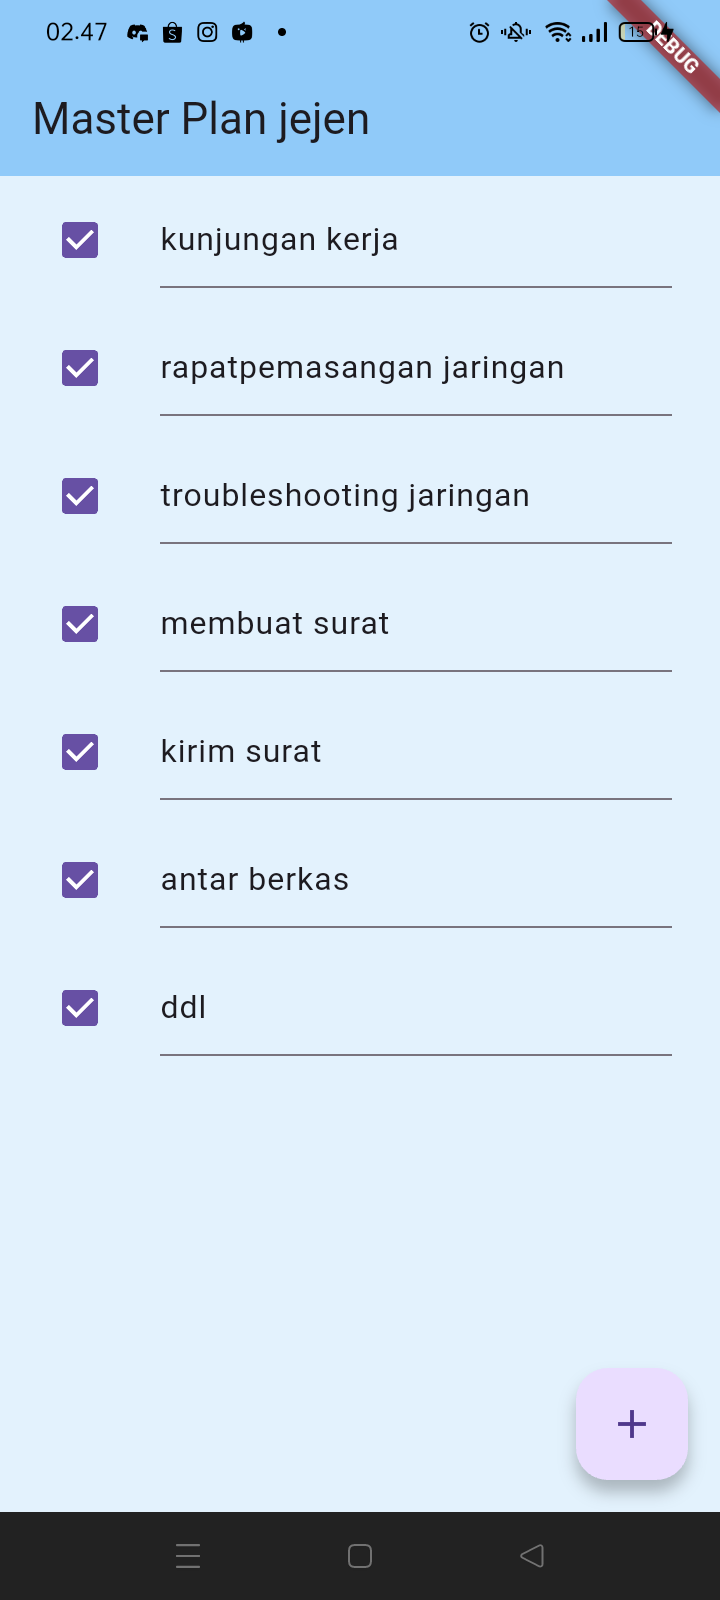 02.47
15
DEBUG
Master Plan jejen
kunjungan kerja
rapatpemasangan jaringan
troubleshooting jaringan
membuat surat
kirim surat
antar berkas
ddl